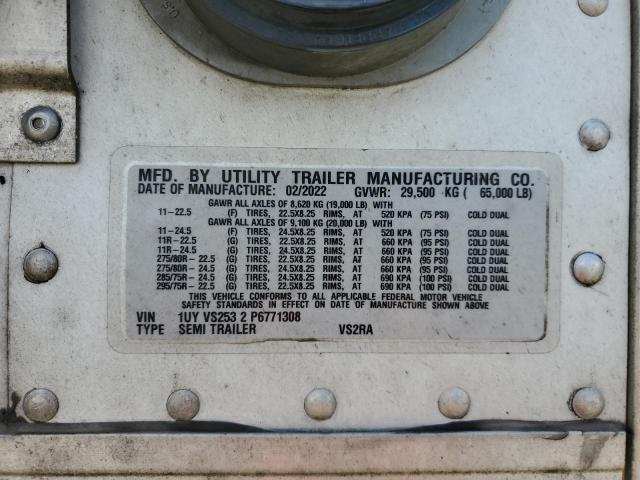 MFD. BY UTILITY TRAILER MANUFACTURING CO.
DATE OF MANUFACTURE: 02/2022 GVWR: 29,500 KG ( 65,000 LB)
GAWR ALL AXLES OF 8,620 KG (19,000 LB) WITH
11-22.5 (F) TIRES, 22.5X8.25 RIMS, AT 520 KPA (75 PSI) COLD DUAL
GAWR ALL AXLES OF 9,100 KG (20,000 LB) WITH
11-24.5 (F) TIRES, 24.5X8.25 RIMS, AT 520 KPA (75 PSI) COLD DUAL
11R-22.5 (G) TIRES, 22.5X8.25 RIMS, AT 660 KPA (95 PSI) COLD DUAL
11R-24.5 (G) TIRES, 24.5X8.25 RIMS, AT 660 KPA (95 PSI) COLD DUAL
275/80R- 22.5 (G) TIRES, 22.5X8.25 RIMS, AT 660 KPA (95 PSI) COLD DUAL
275/80R- 24.5 (G) TIRES, 24.5X8.25 RIMS, AT 660 KPA (95 PSI) COLD DUAL
285/75R- 24.5 (G) TIRES, 24.5X8.25 RIMS, AT 690 KPA (100 PSI) COLD DUAL
295/75R- 22.5 (G) TIRES, 22.5X8.25 RIMS, AT 690 KPA (100 PSI) COLD DUAL
THIS VEHICLE CONFORMS TO ALL APPLICABLE FEDERAL MOTOR VEHICLE
SAFETY STANDARDS IN EFFECT ON DATE OF MANUFACTURE SHOWN ABOVE
VIN 1UY VS253 2 P6771308
TYPE SEMI TRAILER VS2RA